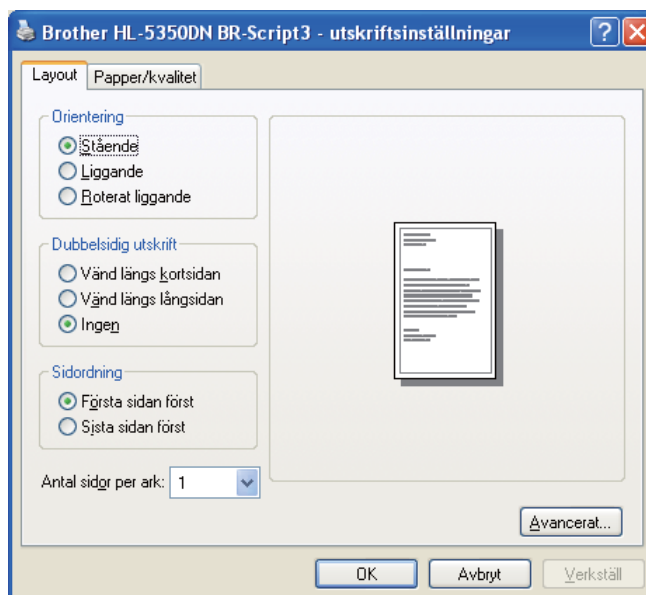 Brother HL-5350DN BR-Script3 - utskriftsinställningar
Layout
Papper/kvalitet
Orientering
Stående
Liggande
Roterat liggande
Dubbelsidig utskrift
Vänd längs kortsidan
Vänd längs långsidan
Ingen
Sidordning
Första sidan först
Sista sidan först
Antal sidor per ark: 1
Avancerat...
OK
Avbryt
Verkställ